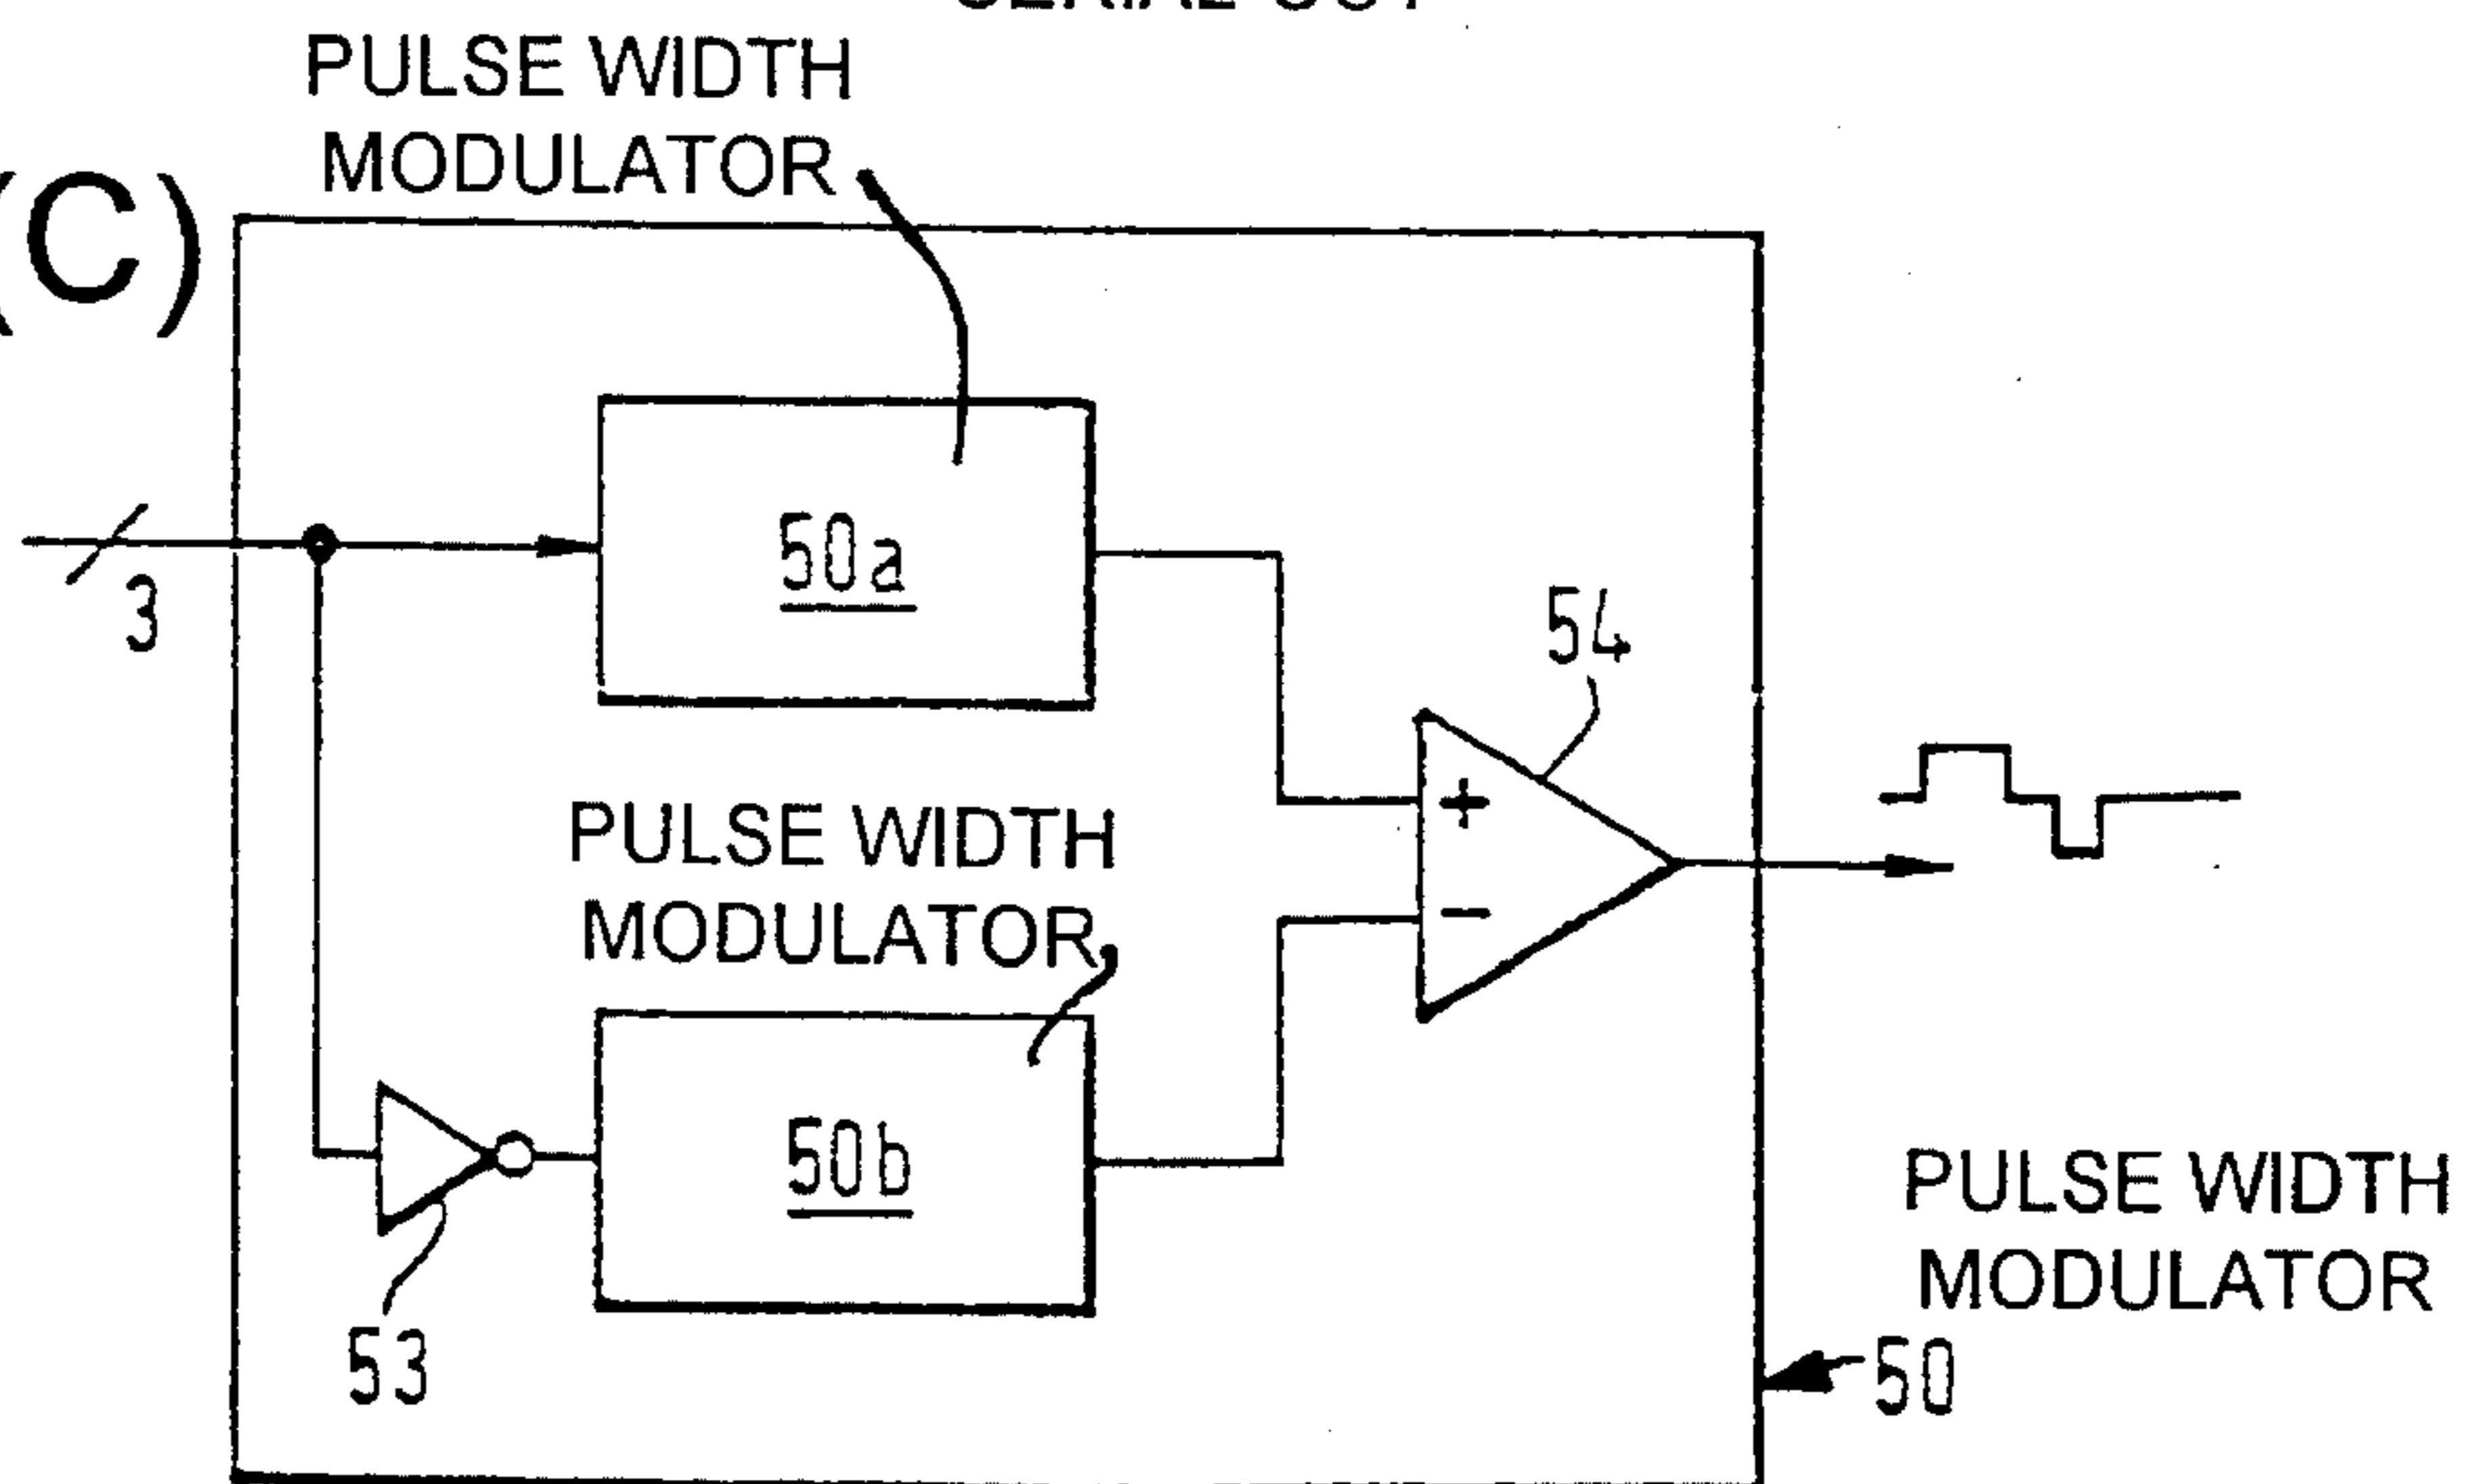 PULSE WIDTH
MODULATOR
(C)
50a
3
54
+
PULSE WIDTH
MODULATOR
−
50b
53
PULSE WIDTH
MODULATOR
50